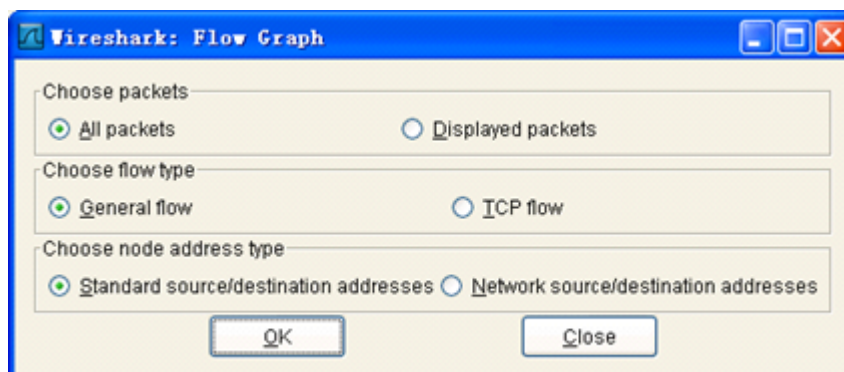 Wireshark: Flow Graph
Choose packets
All packets Displayed packets
Choose flow type
General flow TCP flow
Choose node address type
Standard source/destination addresses Network source/destination addresses
OK Close